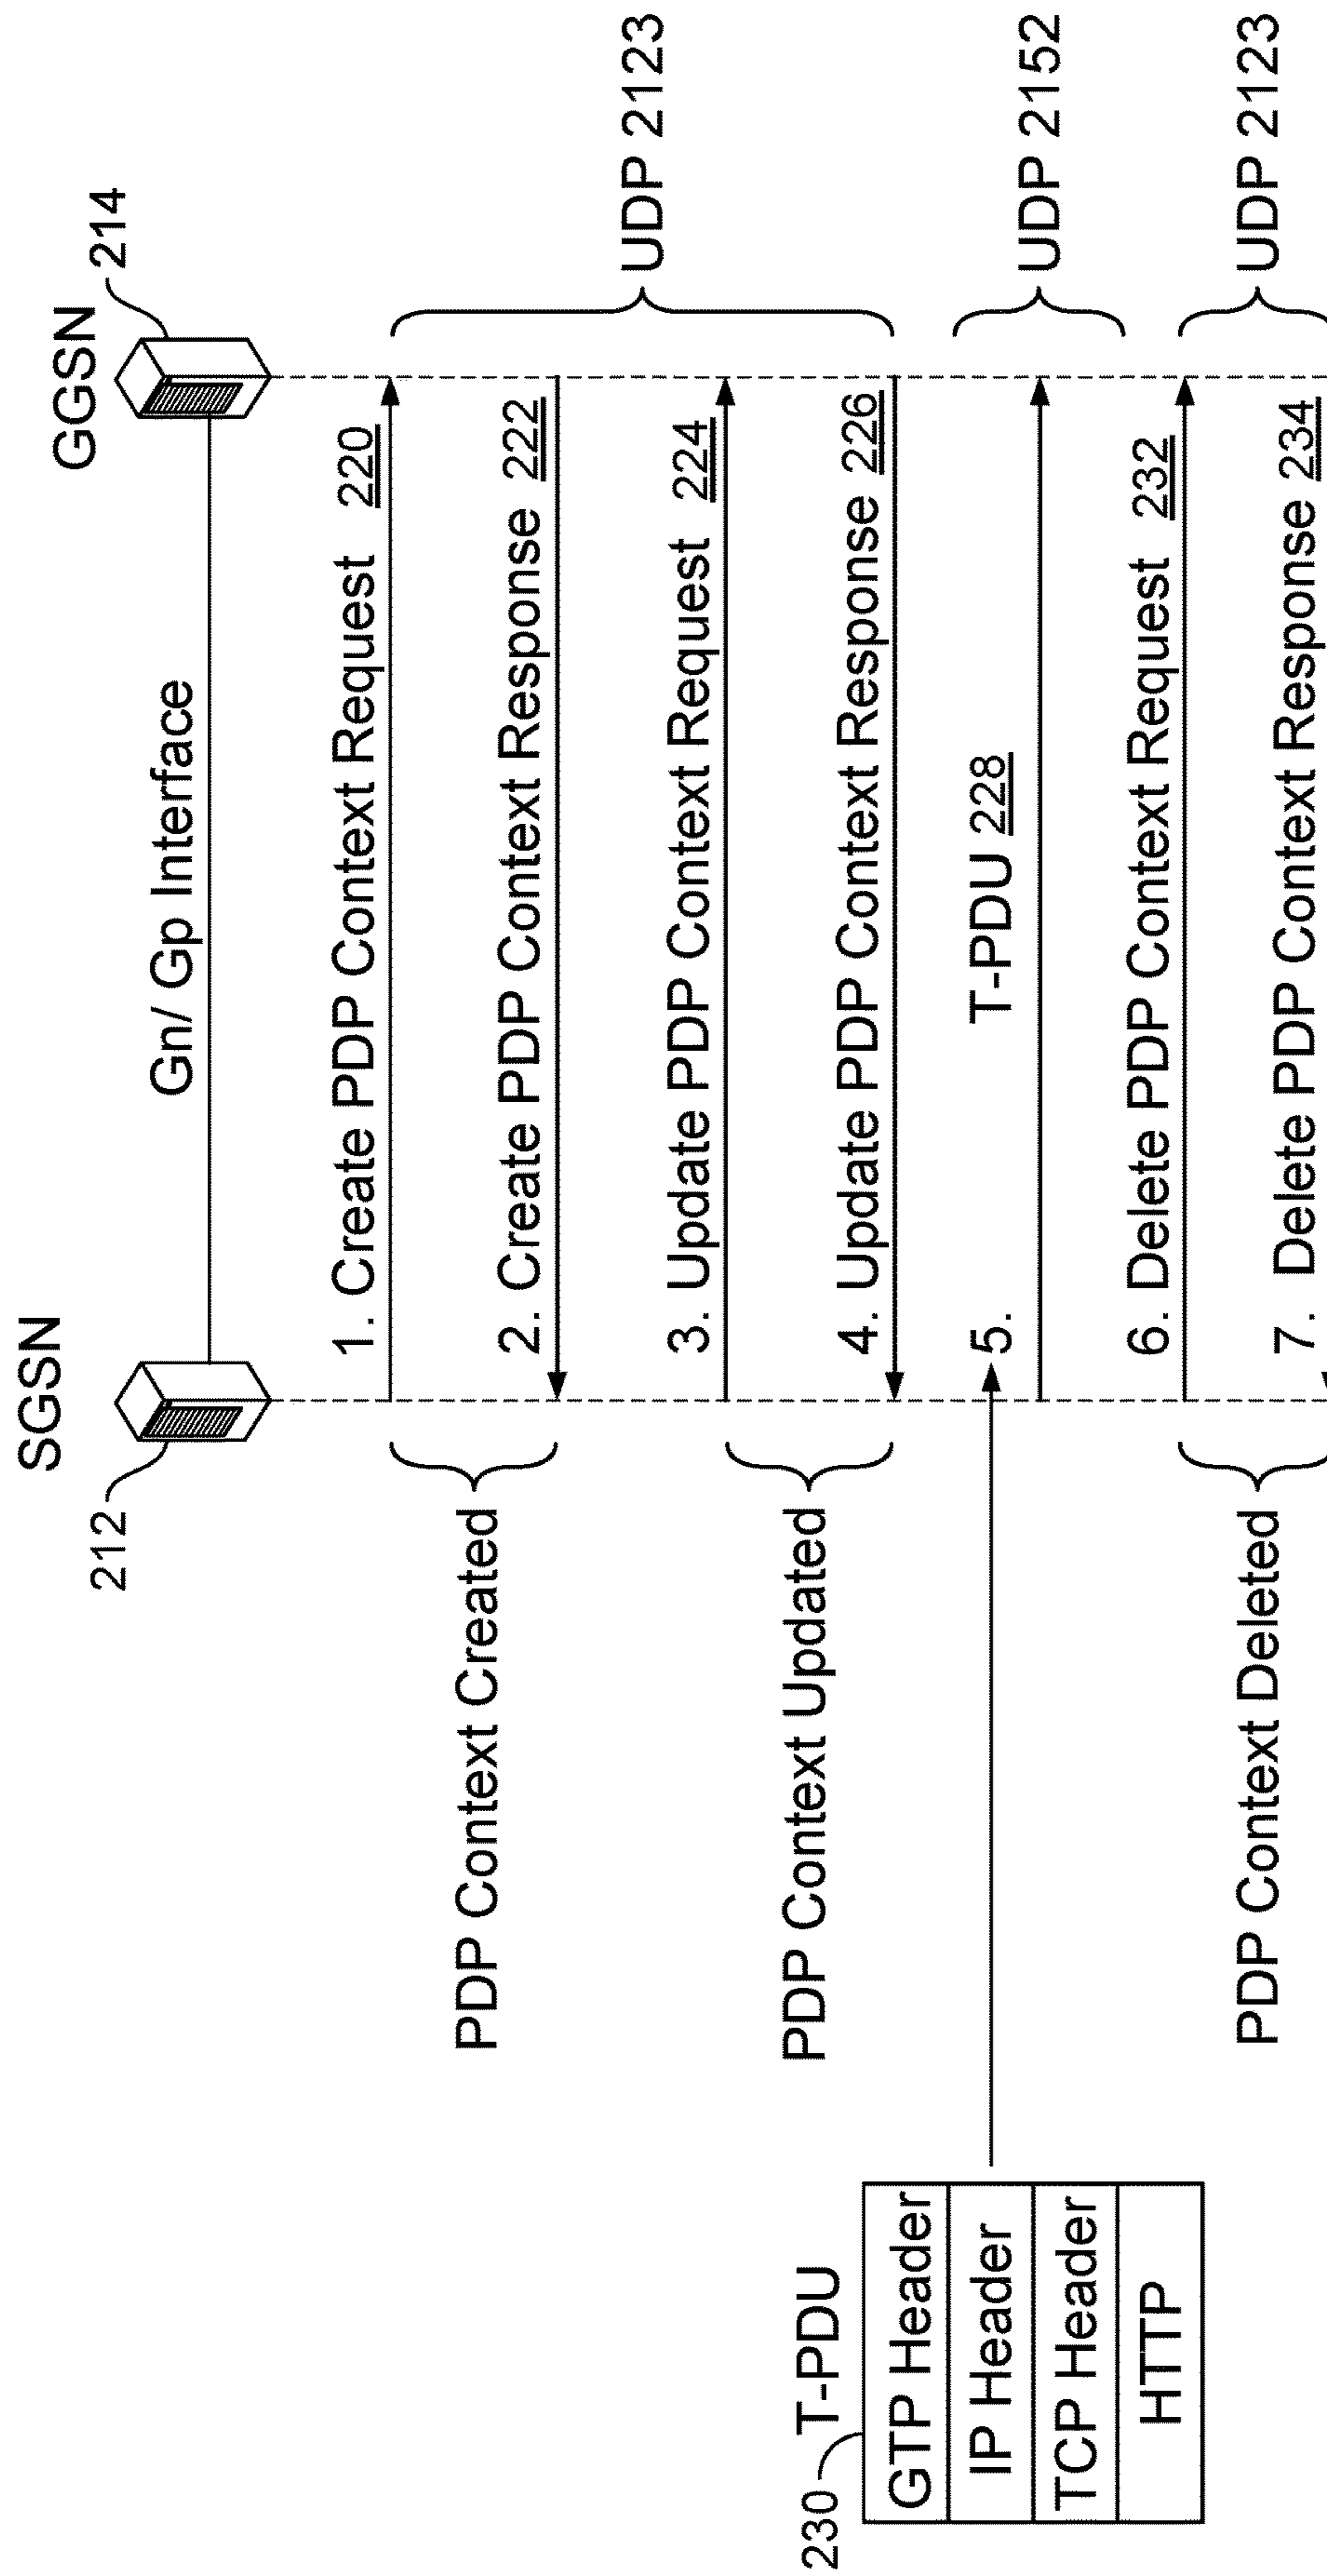 SGSN
GGSN
212
214
Gn/ Gp Interface
1. Create PDP Context Request 220
2. Create PDP Context Response 222
PDP Context Created
3. Update PDP Context Request 224
UDP 2123
4. Update PDP Context Response 226
PDP Context Updated
T-PDU
230
GTP Header
IP Header
TCP Header
HTTP
5. T-PDU 228
UDP 2152
6. Delete PDP Context Request 232
PDP Context Deleted
UDP 2123
7. Delete PDP Context Response 234